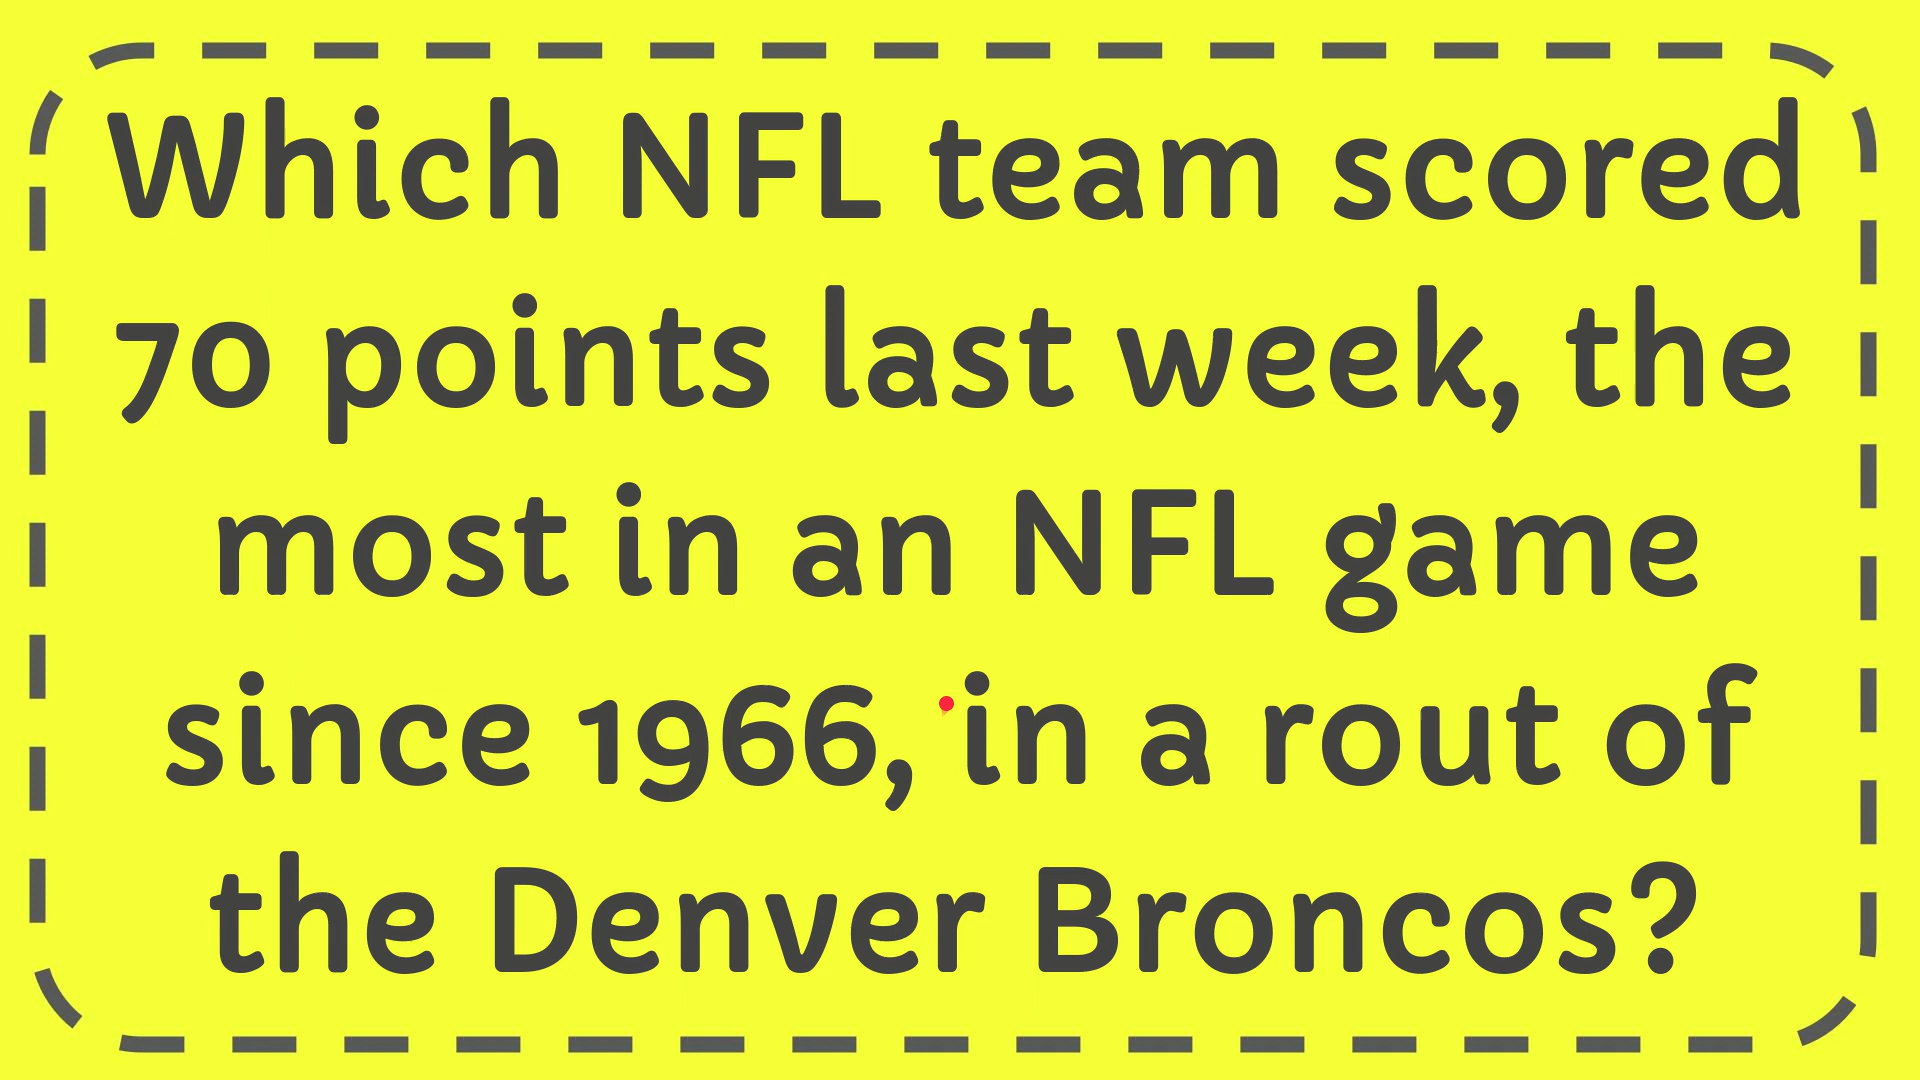 Which NFL team scored
70 points last week, the
most in an NFL game
since 1966, in a rout of
the Denver Broncos?